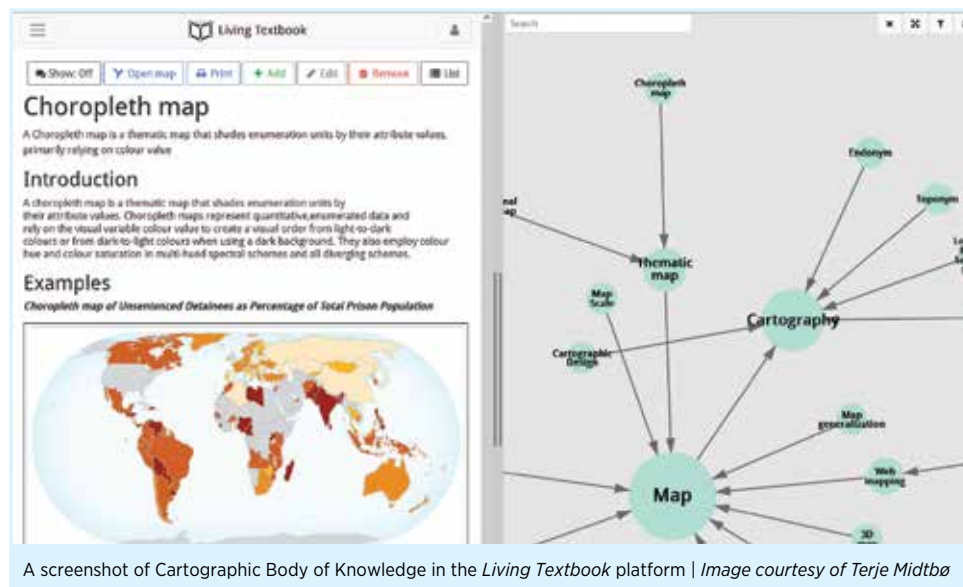 Living Textbook
Show: Off
Open map
Print
Add
Edit
Remove
List
Choropleth map
A Choropleth map is a thematic map that shades enumeration units by their attribute values,
primarily relying on colour value
Introduction
A choropleth map is a thematic map that shades enumeration units by
their attribute values. Choropleth maps represent quantitative,enumerated data and
rely on the visual variable colour value to create a visual order from light-to-dark
colours or from dark-to-light colours when using a dark background. They also employ colour
hue and colour saturation in multi-hued spectral schemes and all diverging schemes.
Examples
Choropleth map of Unsentenced Detainees as Percentage of Total Prison Population
Search
Choropleth
map
Endonym
Toponym
Thematic
map
Map
Scale
Cartography
Cartographic
Design
Map
generalization
Map
Web
mapping
3D
A screenshot of Cartographic Body of Knowledge in the Living Textbook platform | Image courtesy of Terje Midtbø